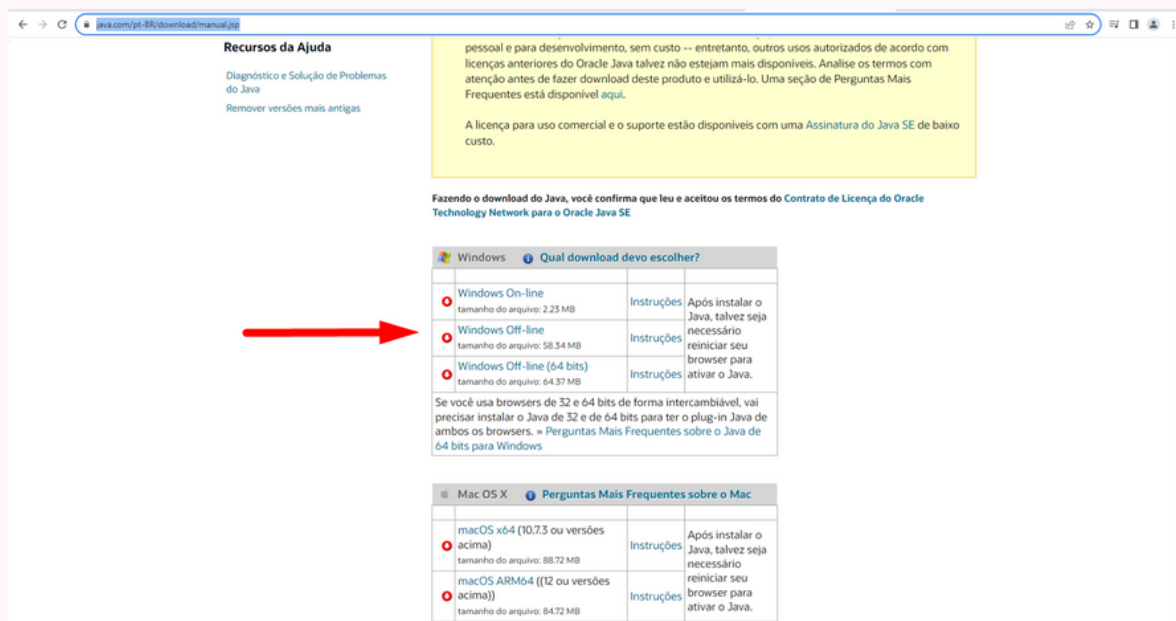 java.com/pt-BR/download/manual.jsp
Recursos da Ajuda
Diagnóstico e Solução de Problemas
do Java
Remover versões mais antigas
pessoal e para desenvolvimento, sem custo -- entretanto, outros usos autorizados de acordo com
licenças anteriores do Oracle Java talvez não estejam mais disponíveis. Analise os termos com
atenção antes de fazer download deste produto e utilizá-lo. Uma seção de Perguntas Mais
Frequentes está disponível aqui.
A licença para uso comercial e o suporte estão disponíveis com uma Assinatura do Java SE de baixo
custo.
Fazendo o download do Java, você confirma que leu e aceitou os termos do Contrato de Licença do Oracle
Technology Network para o Oracle Java SE
Windows Qual download devo escolher?
Windows On-line
tamanho do arquivo: 2.23 MB
Instruções
Windows Off-line
tamanho do arquivo: 58.34 MB
Instruções
Windows Off-line (64 bits)
tamanho do arquivo: 64.37 MB
Instruções
Após instalar o
Java, talvez seja
necessário
reiniciar seu
browser para
ativar o Java.
Se você usa browsers de 32 e 64 bits de forma intercambiável, vai
precisar instalar o Java de 32 e de 64 bits para ter o plug-in Java de
ambos os browsers. » Perguntas Mais Frequentes sobre o Java de
64 bits para Windows
Mac OS X Perguntas Mais Frequentes sobre o Mac
macOS x64 (10.7.3 ou versões
acima)
tamanho do arquivo: 88.72 MB
Instruções
macOS ARM64 ((12 ou versões
acima))
tamanho do arquivo: 84.72 MB
Instruções
Após instalar o
Java, talvez seja
necessário
reiniciar seu
browser para
ativar o Java.